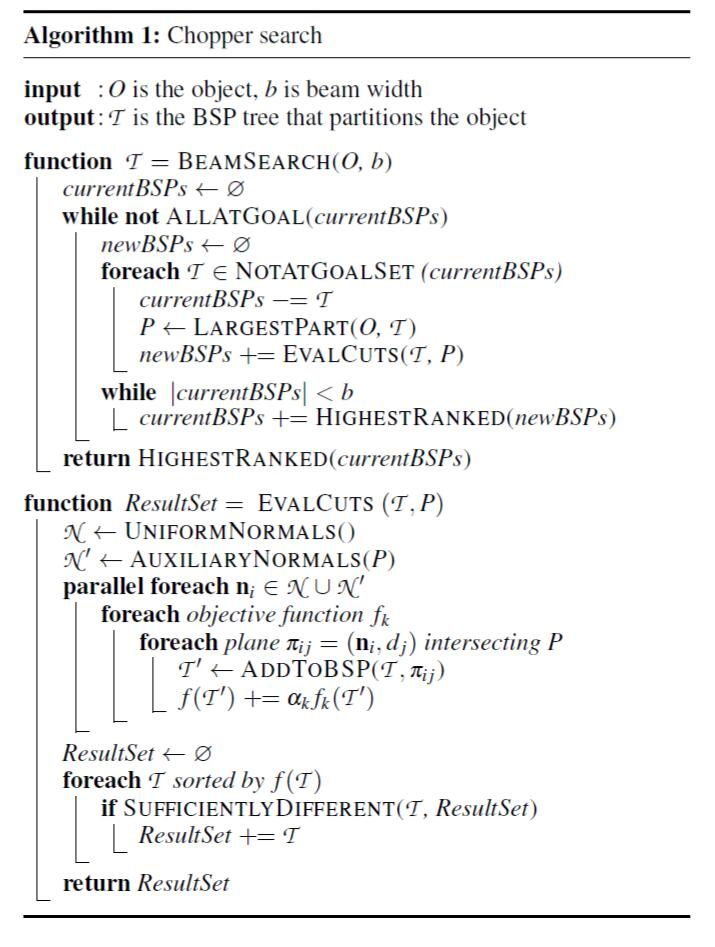 Algorithm 1: Chopper search
input : O is the object, b is beam width
output: 𝒯 is the BSP tree that partitions the object
function 𝒯 = BEAMSEARCH(O, b)
currentBSPs ← ∅
while not ALLATGOAL(currentBSPs)
newBSPs ← ∅
foreach 𝒯 ∈ NOTATGOALSET (currentBSPs)
currentBSPs −= 𝒯
P ← LARGESTPART(O, 𝒯)
newBSPs += EVALCUTS(𝒯, P)
while |currentBSPs| < b
currentBSPs += HIGHESTRANKED(newBSPs)
return HIGHESTRANKED(currentBSPs)
function ResultSet = EVALCUTS (𝒯, P)
𝒩 ← UNIFORMNORMALS()
𝒩′ ← AUXILIARYNORMALS(P)
parallel foreach nᵢ ∈ 𝒩 ∪ 𝒩′
foreach objective function fₖ
foreach plane πᵢⱼ = (nᵢ, dⱼ) intersecting P
𝒯′ ← ADDTOBSP(𝒯, πᵢⱼ)
f(𝒯′) += αₖfₖ(𝒯′)
ResultSet ← ∅
foreach 𝒯 sorted by f(𝒯)
if SUFFICIENTLYDIFFERENT(𝒯, ResultSet)
ResultSet += 𝒯
return ResultSet